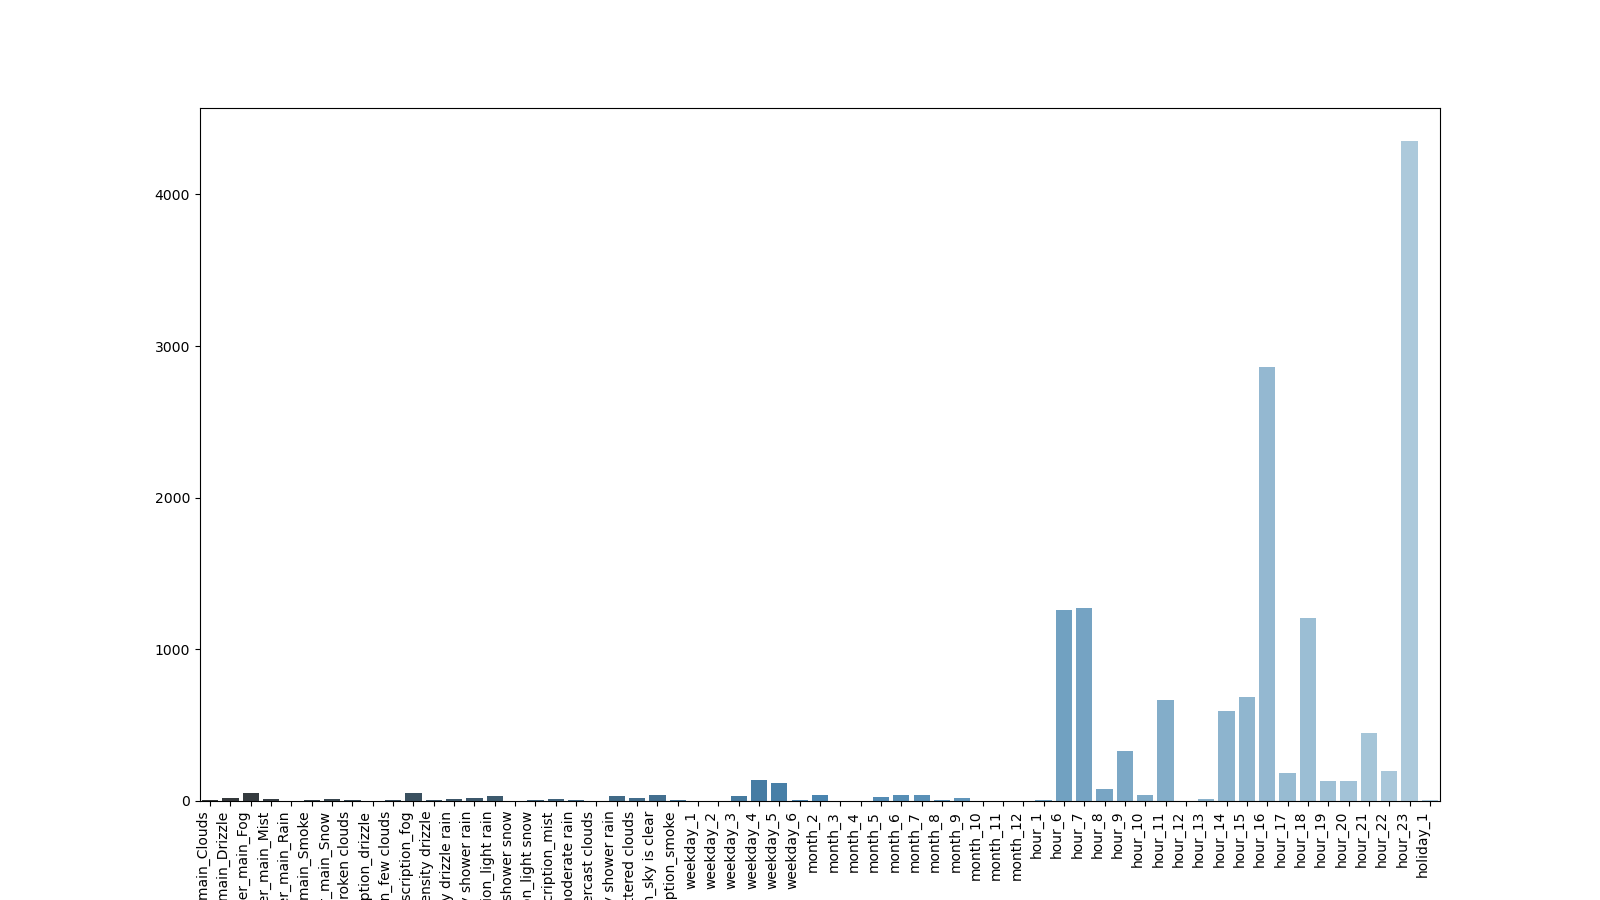 4000
3000
2000
1000
0
main_Clouds
main_Drizzle
er_main_Fog
er_main_Mist
er_main_Rain
main_Smoke
r_main_Snow
roken clouds
ption_drizzle
n_few clouds
scription_fog
ensity drizzle
y drizzle rain
y shower rain
ion_light rain
shower snow
on_light snow
cription_mist
moderate rain
ercast clouds
y shower rain
ttered clouds
n_sky is clear
ption_smoke
weekday_1
weekday_2
weekday_3
weekday_4
weekday_5
weekday_6
month_2
month_3
month_4
month_5
month_6
month_7
month_8
month_9
month_10
month_11
month_12
hour_1
hour_6
hour_7
hour_8
hour_9
hour_10
hour_11
hour_12
hour_13
hour_14
hour_15
hour_16
hour_17
hour_18
hour_19
hour_20
hour_21
hour_22
hour_23
holiday_1